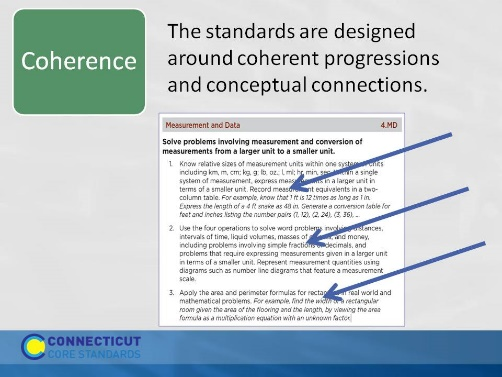 Coherence
The standards are designed
around coherent progressions
and conceptual connections.
Measurement and Data 4.MD
Solve problems involving measurement and conversion of
measurements from a larger unit to a smaller unit.
1. Know relative sizes of measurement units within one system of units
including km, m, cm; kg, g; lb, oz.; l, ml; hr, min, sec. Within a single
system of measurement, express measurements in a larger unit in
terms of a smaller unit. Record measurement equivalents in a two-
column table. For example, know that 1 ft is 12 times as long as 1 in.
Express the length of a 4 ft snake as 48 in. Generate a conversion table for
feet and inches listing the number pairs (1, 12), (2, 24), (3, 36), ...
2. Use the four operations to solve word problems involving distances,
intervals of time, liquid volumes, masses of and money,
including problems involving simple fractions decimals, and
problems that require expressing measurements given in a larger unit
in terms of a smaller unit. Represent measurement quantities using
diagrams such as number line diagrams that feature a measurement
scale.
3. Apply the area and perimeter formulas for rectangles in real world and
mathematical problems. For example, find the width of a rectangular
room given the area of the flooring and the length, by viewing the area
formula as a multiplication equation with an unknown factor.
CONNECTICUT
CORE STANDARDS